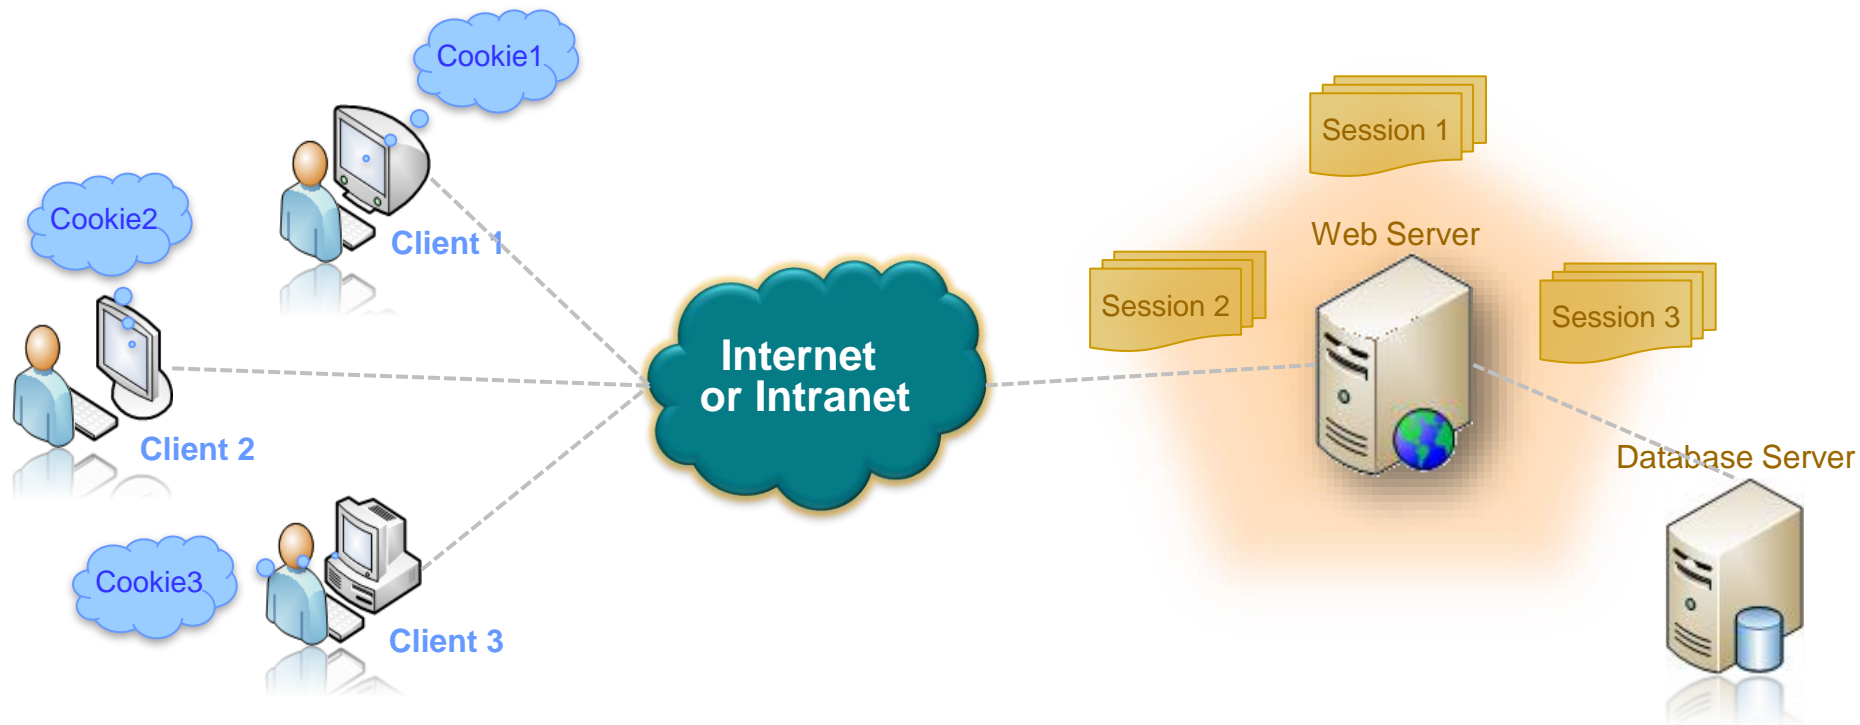 Cookie1
Session 1
Cookie2
Client 1
Web Server
Session 2
Session 3
Internet
or Intranet
Client 2
Database Server
Cookie3
Client 3